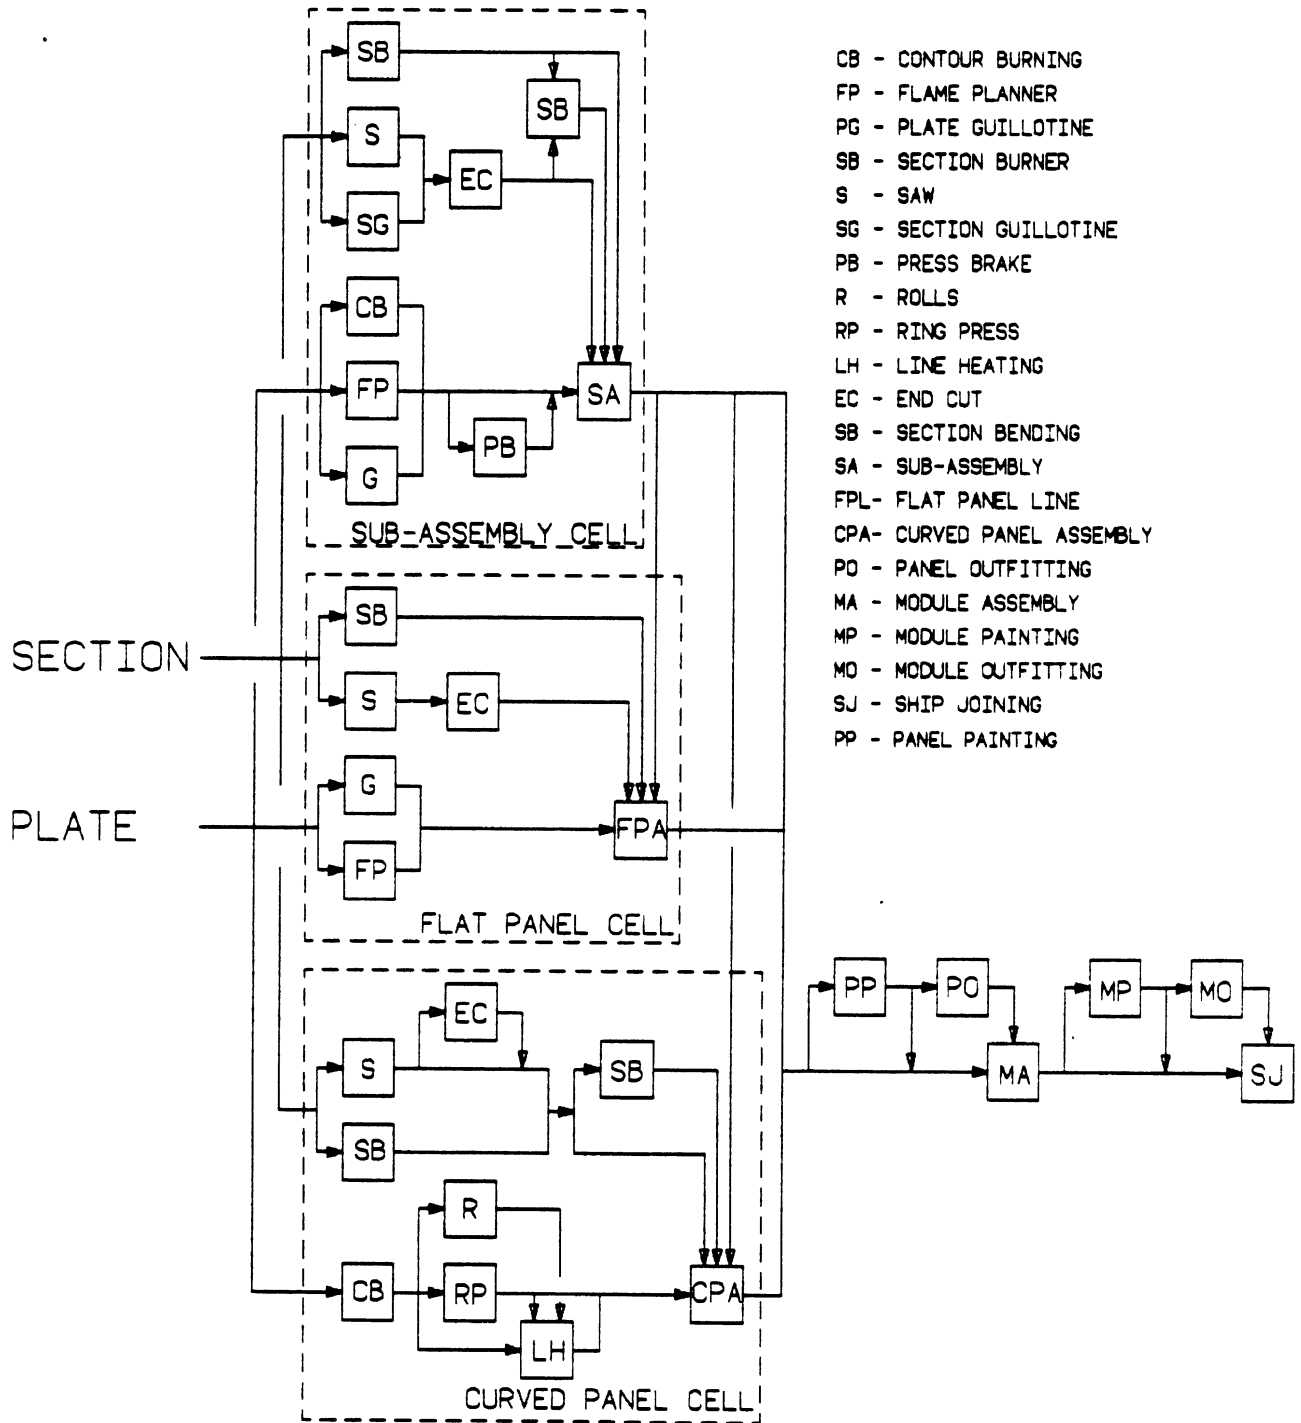 SB
SB
S
EC
SG
CB
FP
SA
PB
G
SUB-ASSEMBLY CELL
CB - CONTOUR BURNING
FP - FLAME PLANNER
PG - PLATE GUILLOTINE
SB - SECTION BURNER
S - SAW
SG - SECTION GUILLOTINE
PB - PRESS BRAKE
R - ROLLS
RP - RING PRESS
LH - LINE HEATING
EC - END CUT
SB - SECTION BENDING
SA - SUB-ASSEMBLY
FPL- FLAT PANEL LINE
CPA- CURVED PANEL ASSEMBLY
PO - PANEL OUTFITTING
MA - MODULE ASSEMBLY
MP - MODULE PAINTING
MO - MODULE OUTFITTING
SJ - SHIP JOINING
PP - PANEL PAINTING
SECTION
PLATE
SB
S
EC
G
FPA
FP
FLAT PANEL CELL
EC
S
SB
SB
R
CB
RP
CPA
LH
CURVED PANEL CELL
PP
PO
MP
MO
MA
SJ